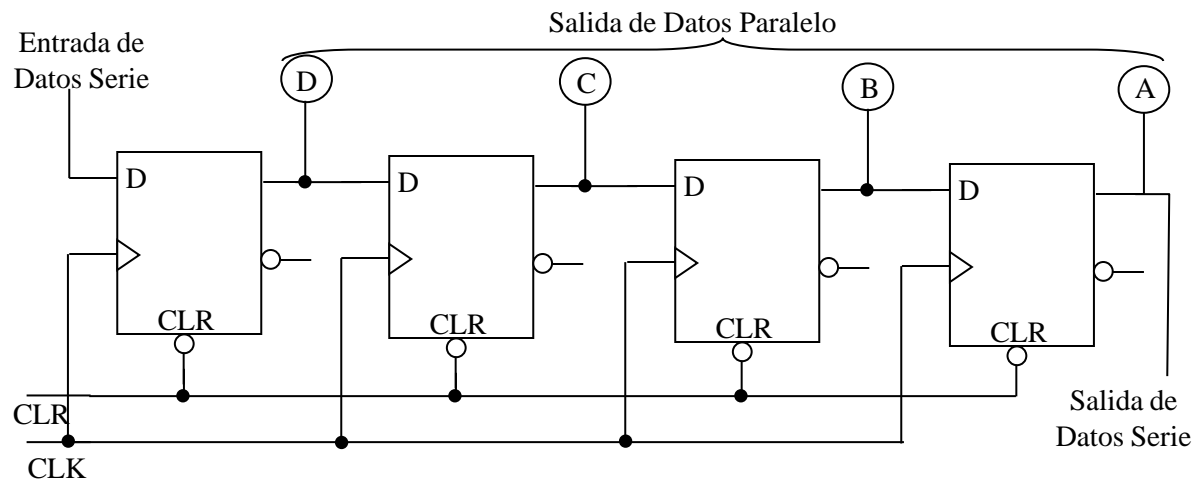 Salida de Datos Paralelo
Entrada de
Datos Serie
D
C
B
A
D
D
D
D
CLR
CLR
CLR
CLR
CLR
CLK
Salida de
Datos Serie